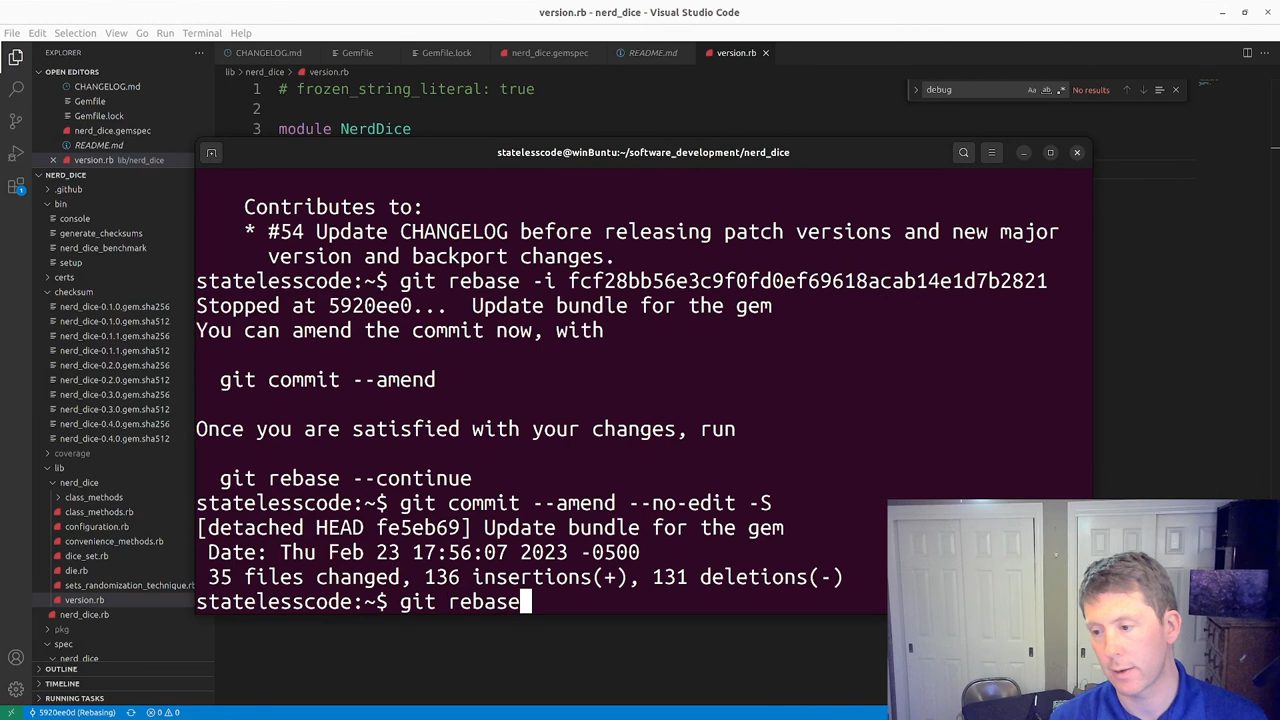 version.rb - nerd_dice - Visual Studio Code
File Edit Selection View Go Run Terminal Help
EXPLORER
CHANGELOG.md Gemfile Gemfile.lock nerd_dice.gemspec README.md version.rb
OPEN EDITORS
CHANGELOG.md
Gemfile
Gemfile.lock
nerd_dice.gemspec
README.md
version.rb lib/nerd_dice
NERD_DICE
.github
bin
console
generate_checksums
nerd_dice_benchmark
setup
certs
checksum
nerd_dice-0.1.0.gem.sha256
nerd_dice-0.1.0.gem.sha512
nerd_dice-0.1.1.gem.sha256
nerd_dice-0.1.1.gem.sha512
nerd_dice-0.2.0.gem.sha256
nerd_dice-0.2.0.gem.sha512
nerd_dice-0.3.0.gem.sha256
nerd_dice-0.3.0.gem.sha512
nerd_dice-0.4.0.gem.sha256
nerd_dice-0.4.0.gem.sha512
coverage
lib
nerd_dice
class_methods
class_methods.rb
configuration.rb
convenience_methods.rb
dice_set.rb
die.rb
sets_randomization_technique.rb
version.rb
nerd_dice.rb
pkg
spec
nerd_dice
OUTLINE
TIMELINE
RUNNING TASKS
lib > nerd_dice > version.rb
1 # frozen_string_literal: true
2
3 module NerdDice
debug Aa ab .* No results
statelesscode@winBuntu:~/software_development/nerd_dice
Contributes to:
* #54 Update CHANGELOG before releasing patch versions and new major
version and backport changes.
statelesscode:~$ git rebase -i fcf28bb56e3c9f0fd0ef69618acab14e1d7b2821
Stopped at 5920ee0... Update bundle for the gem
You can amend the commit now, with
git commit --amend
Once you are satisfied with your changes, run
git rebase --continue
statelesscode:~$ git commit --amend --no-edit -S
[detached HEAD fe5eb69] Update bundle for the gem
Date: Thu Feb 23 17:56:07 2023 -0500
35 files changed, 136 insertions(+), 131 deletions(-)
statelesscode:~$ git rebase
5920ee0d (Rebasing) 0 0